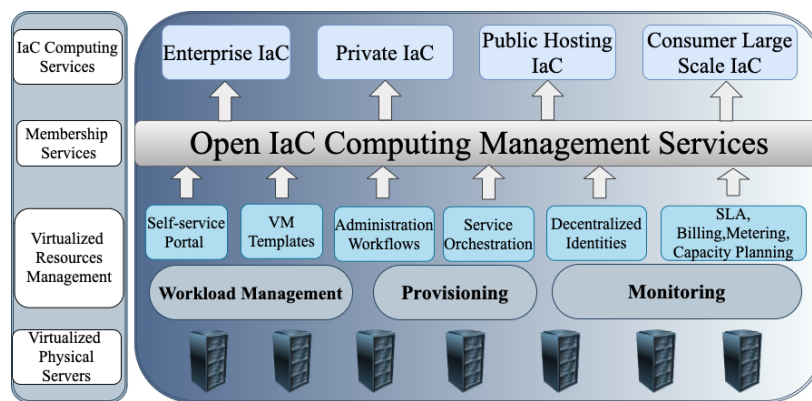 IaC Computing
Services
Membership
Services
Virtualized
Resources
Management
Virtualized
Physical
Servers
Enterprise IaC
Private IaC
Public Hosting
IaC
Consumer Large
Scale IaC
Open IaC Computing Management Services
Self-service
Portal
VM
Templates
Administration
Workflows
Service
Orchestration
Decentralized
Identities
SLA,
Billing,Metering,
Capacity Planning
Workload Management
Provisioning
Monitoring